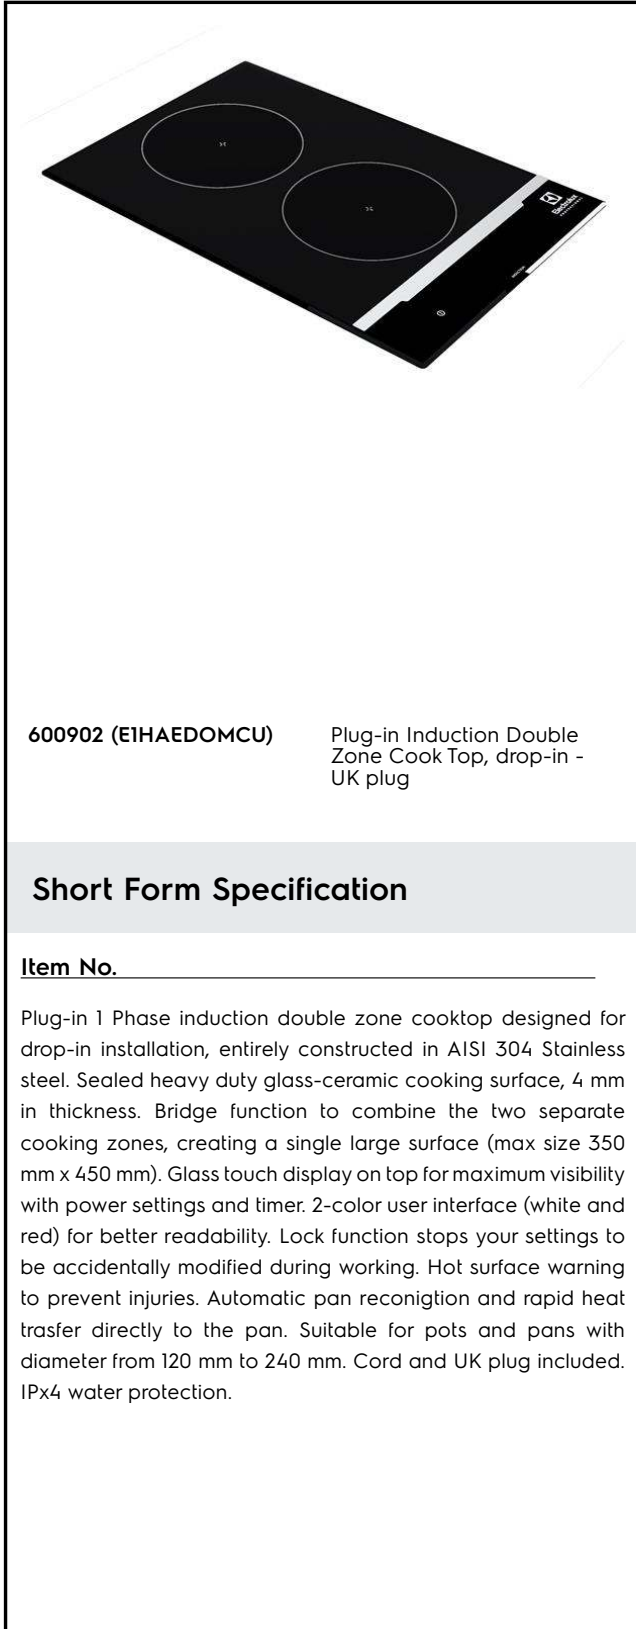 Electrolux
PROFESSIONAL
600902 (E1HAEDOMCU)
Plug-in Induction Double
Zone Cook Top, drop-in -
UK plug
Short Form Specification
Item No.
Plug-in 1 Phase induction double zone cooktop designed for
drop-in installation, entirely constructed in AISI 304 Stainless
steel. Sealed heavy duty glass-ceramic cooking surface, 4 mm
in thickness. Bridge function to combine the two separate
cooking zones, creating a single large surface (max size 350
mm x 450 mm). Glass touch display on top for maximum visibility
with power settings and timer. 2-color user interface (white and
red) for better readability. Lock function stops your settings to
be accidentally modified during working. Hot surface warning
to prevent injuries. Automatic pan reconigtion and rapid heat
trasfer directly to the pan. Suitable for pots and pans with
diameter from 120 mm to 240 mm. Cord and UK plug included.
IPx4 water protection.